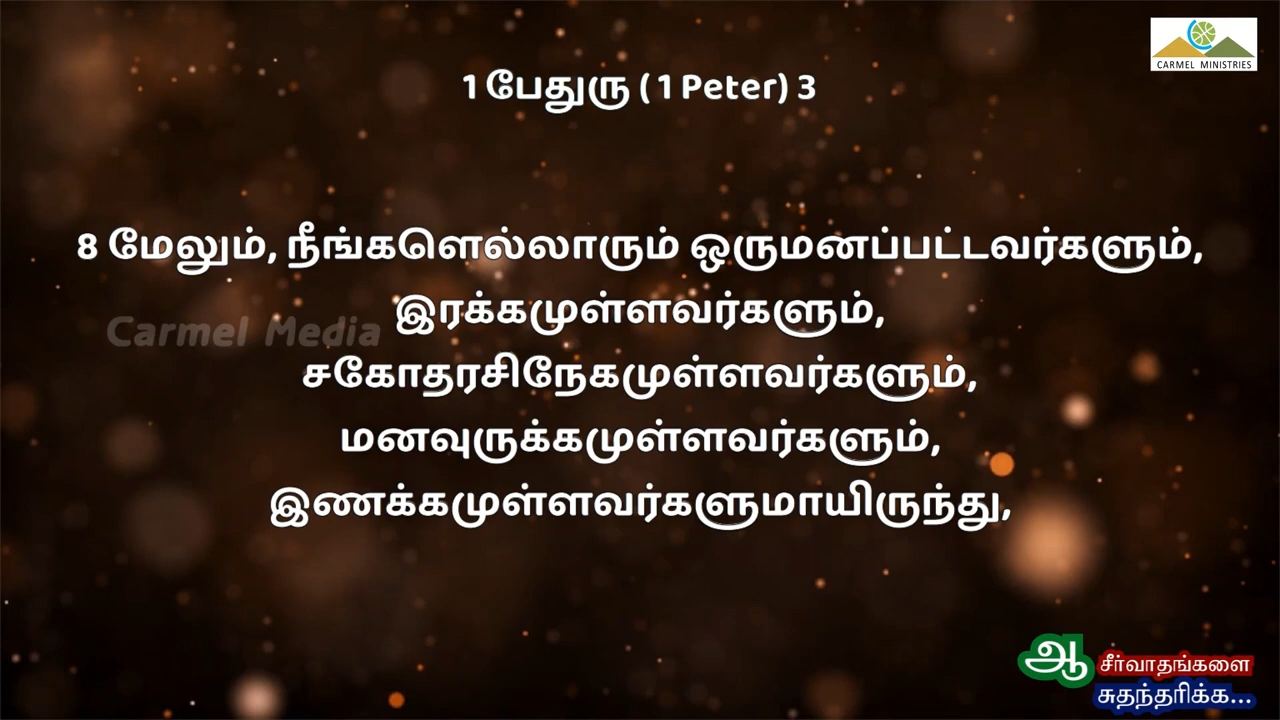 CARMEL MINISTRIES
1 பேதுரு ( 1 Peter) 3
8 மேலும், நீங்களெல்லாரும் ஒருமனப்பட்டவர்களும்,
இரக்கமுள்ளவர்களும்,
Carmel Media
சகோதரசிநேகமுள்ளவர்களும்,
மனவுருக்கமுள்ளவர்களும்,
இணக்கமுள்ளவர்களுமாயிருந்து,
ஆசீர்வாதங்களை
சுதந்தரிக்க...